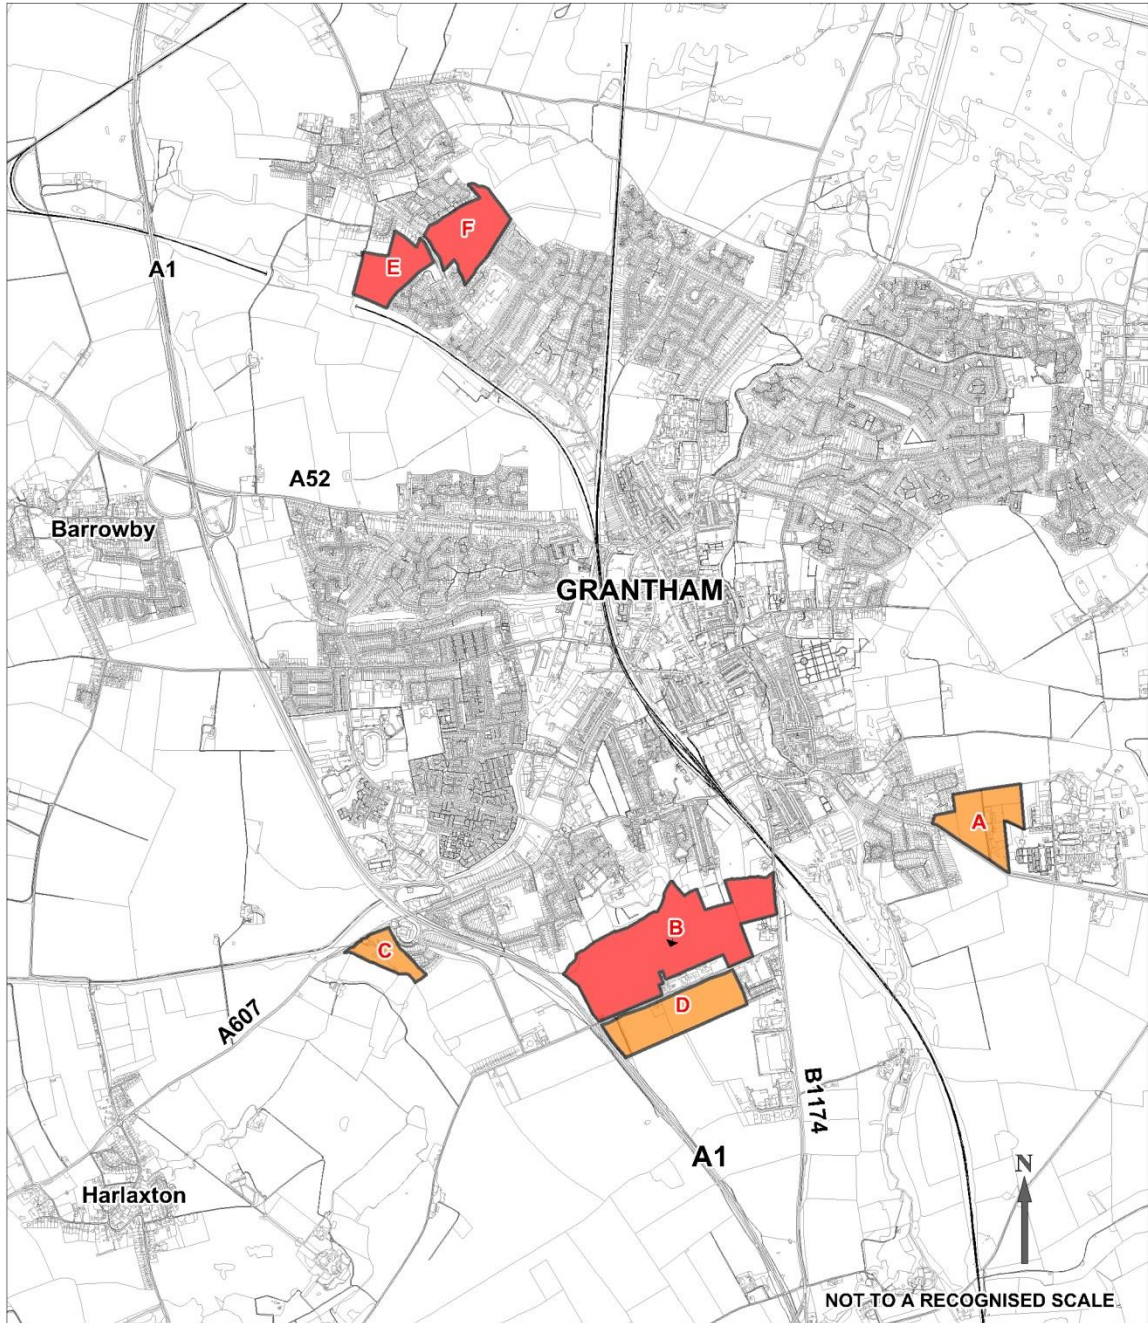 F
E
A1
A52
Barrowby
GRANTHAM
A
B
C
D
A607
B1174
A1
N
Harlaxton
NOT TO A RECOGNISED SCALE